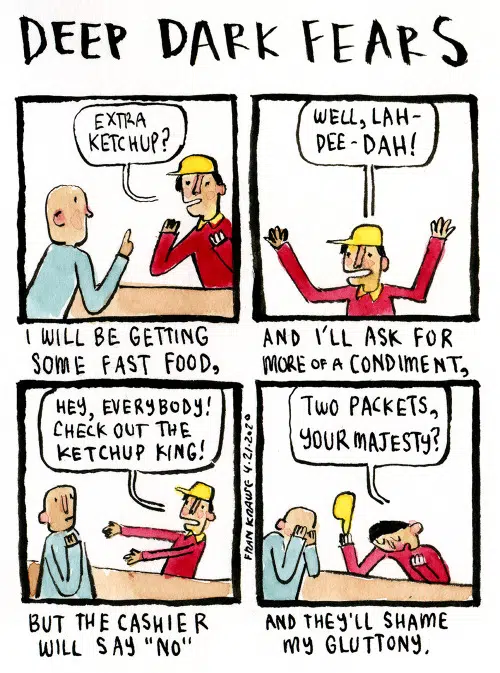 DEEP DARK FEARS
EXTRA
KETCHUP?
I WILL BE GETTING
SOME FAST FOOD,
WELL, LAH-
DEE-DAH!
AND I'LL ASK FOR
MORE OF A CONDIMENT,
HEY, EVERYBODY!
CHECK OUT THE
KETCHUP KING!
BUT THE CASHIER
WILL SAY "NO"
FRAN KRAUSE 4.21.2020
TWO PACKETS,
YOUR MAJESTY?
AND THEY'LL SHAME
MY GLUTTONY.